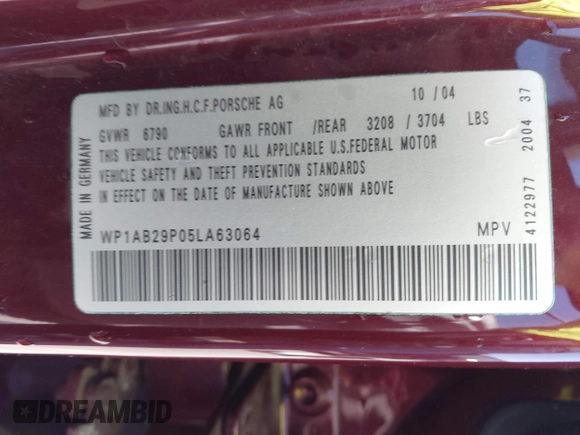 MFD BY DR.ING.H.C.F.PORSCHE AG 10 / 04
GVWR 6790 GAWR FRONT /REAR 3208 / 3704 LBS
THIS VEHICLE CONFORMS TO ALL APPLICABLE U.S.FEDERAL MOTOR
VEHICLE SAFETY AND THEFT PREVENTION STANDARDS
IN EFFECT ON THE DATE OF MANUFACTURE SHOWN ABOVE
WP1AB29P05LA63064 MPV
MADE IN GERMANY
4122977 2004 37
DREAMBID